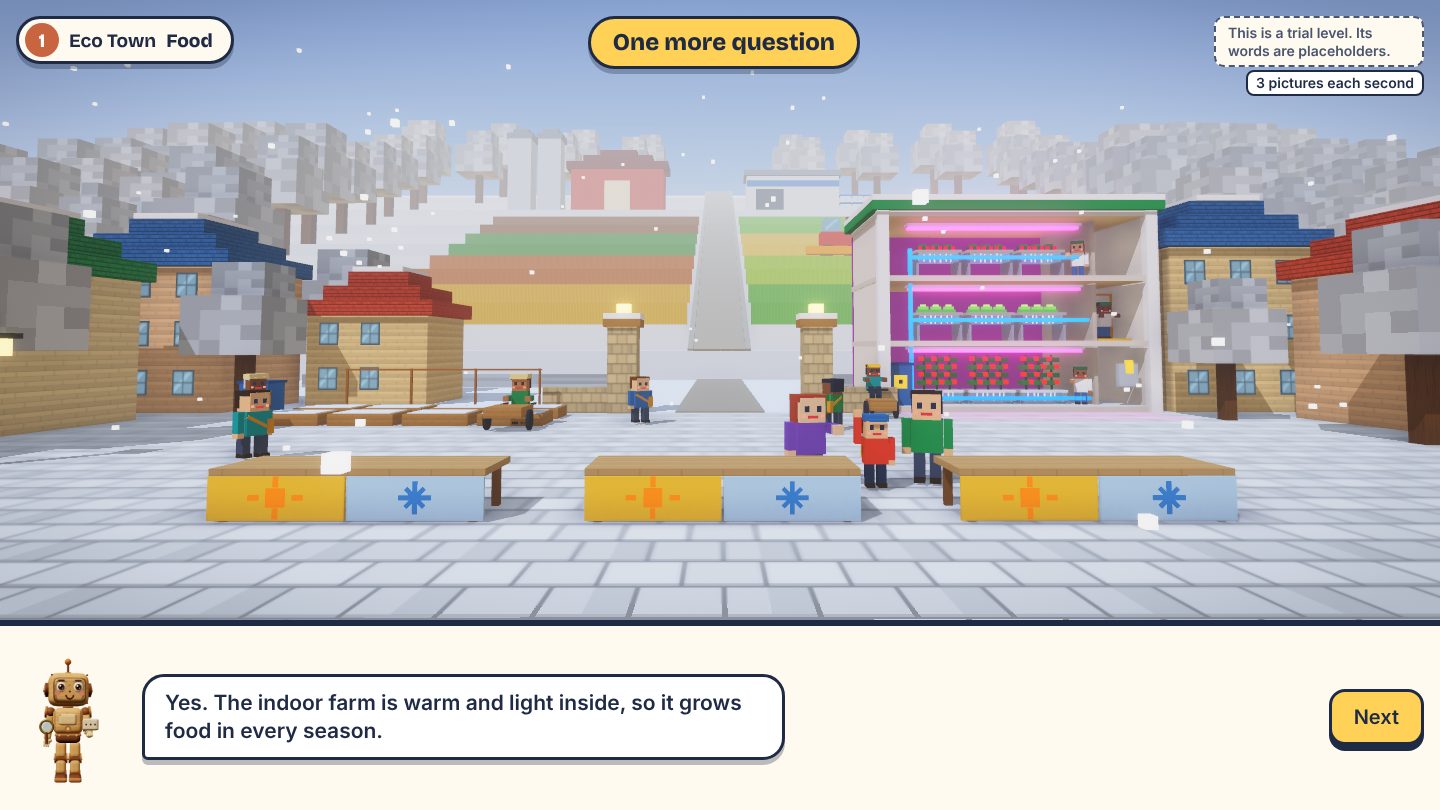 1 Eco Town Food
One more question
This is a trial level. Its
words are placeholders.
3 pictures each second
Yes. The indoor farm is warm and light inside, so it grows
food in every season.
Next